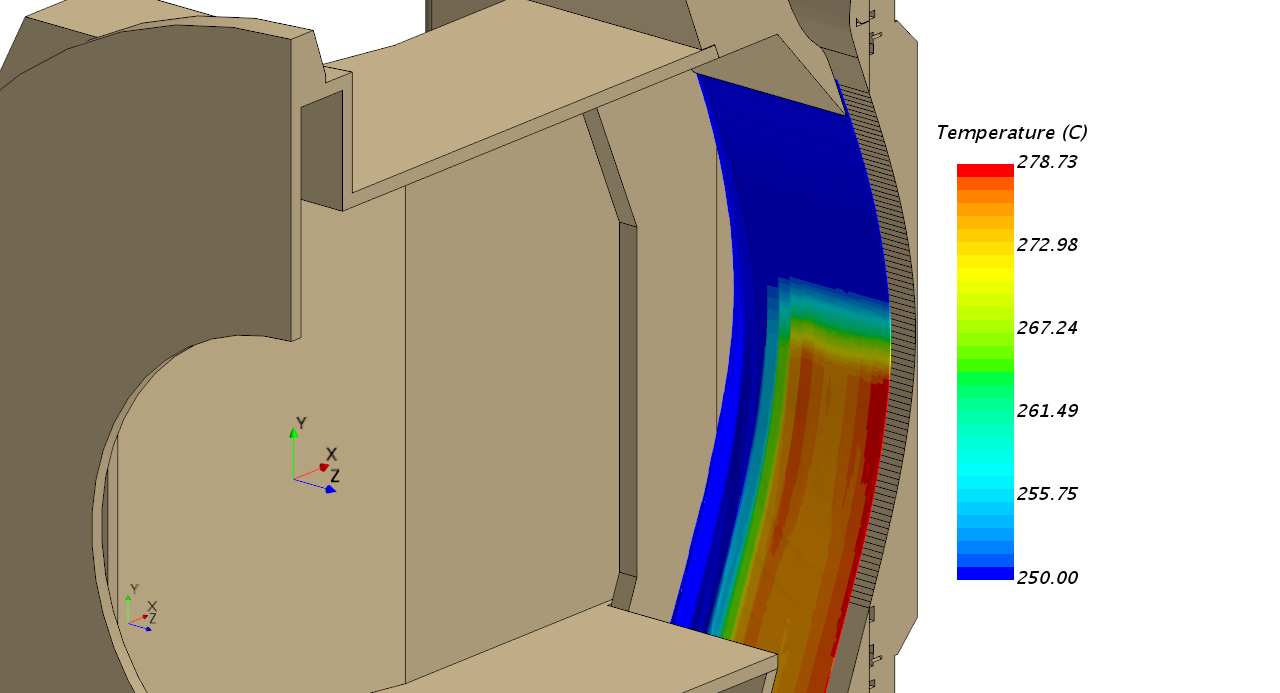 Temperature (C)
278.73
272.98
267.24
261.49
255.75
250.00
Y
X
Z
Y
X
Z